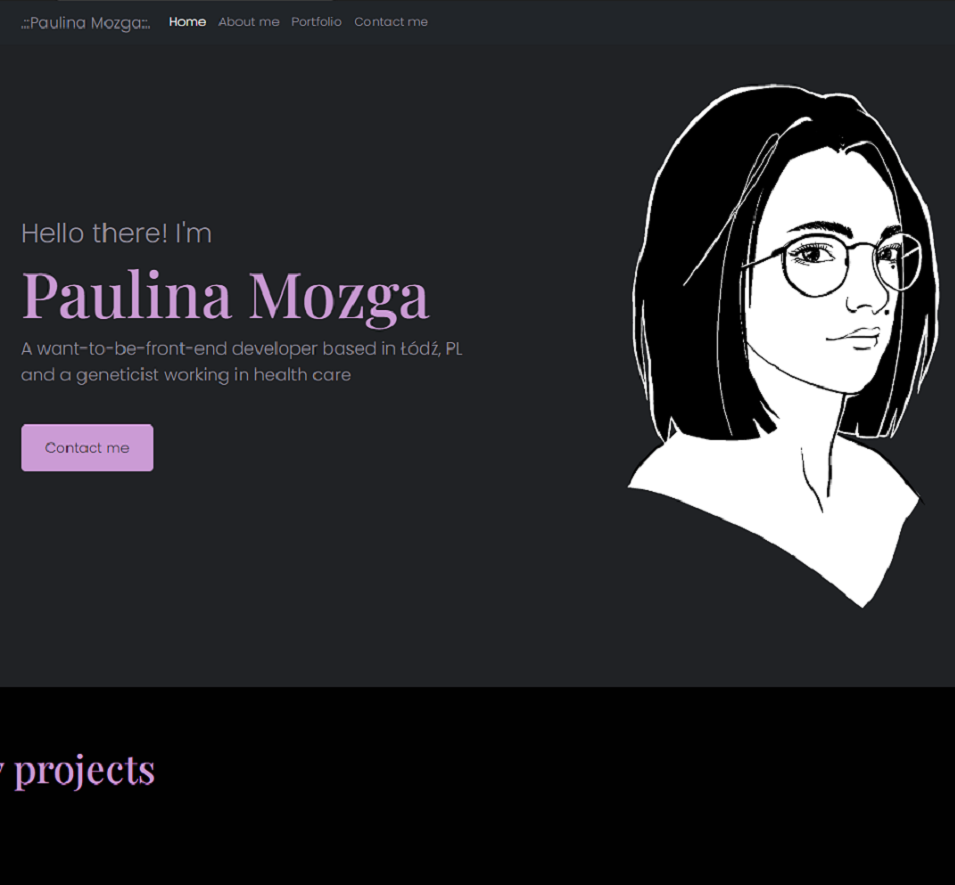 .::Paulina Mozga::.
Home About me Portfolio Contact me
Hello there! I'm
Paulina Mozga
A want-to-be-front-end developer based in Łódź, PL
and a geneticist working in health care
Contact me
projects